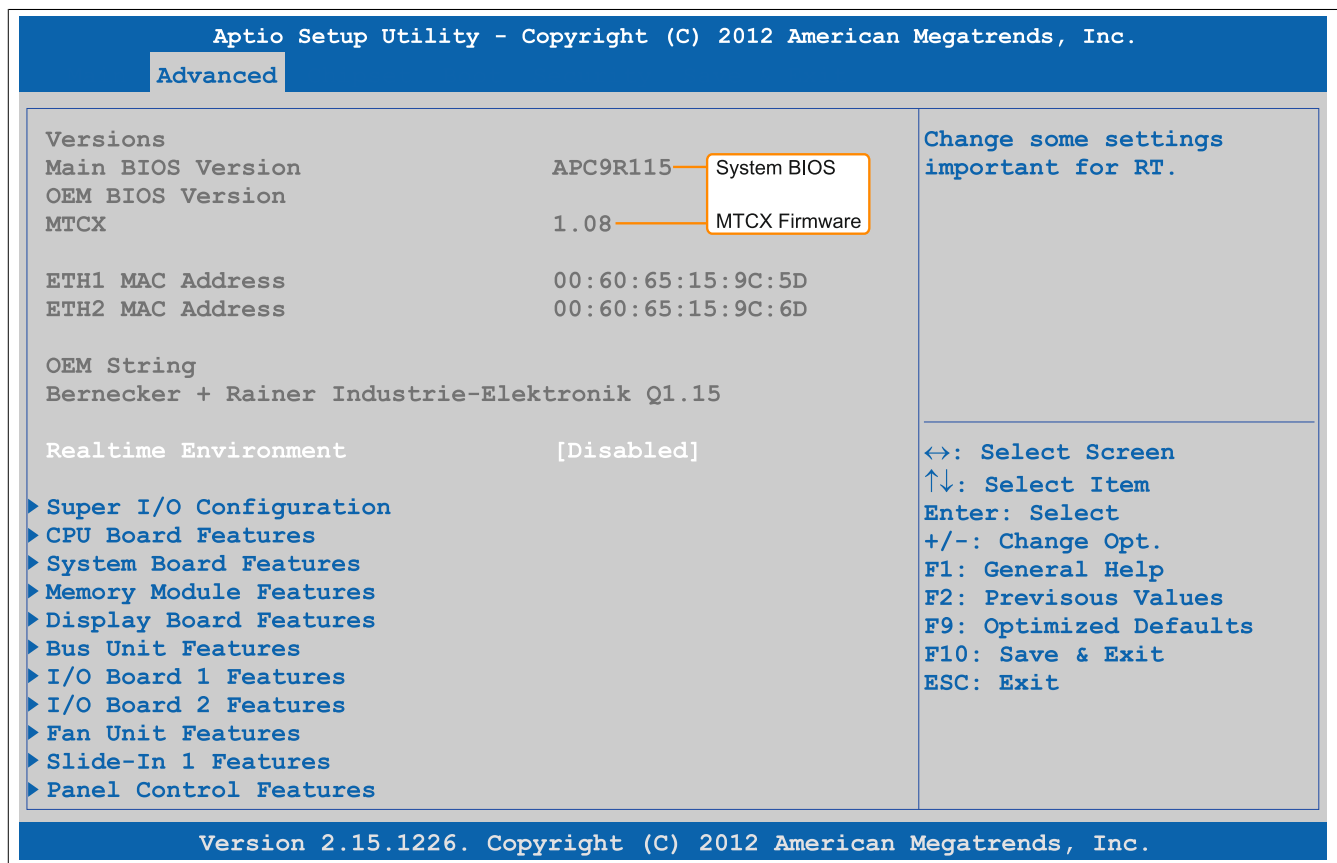 Aptio Setup Utility - Copyright (C) 2012 American Megatrends, Inc.
Advanced
Versions
Main BIOS Version APC9R115 System BIOS
OEM BIOS Version
MTCX 1.08 MTCX Firmware
ETH1 MAC Address 00:60:65:15:9C:5D
ETH2 MAC Address 00:60:65:15:9C:6D
OEM String
Bernecker + Rainer Industrie-Elektronik Q1.15
Realtime Environment [Disabled]
Super I/O Configuration
CPU Board Features
System Board Features
Memory Module Features
Display Board Features
Bus Unit Features
I/O Board 1 Features
I/O Board 2 Features
Fan Unit Features
Slide-In 1 Features
Panel Control Features
Change some settings
important for RT.
↔: Select Screen
↑↓: Select Item
Enter: Select
+/-: Change Opt.
F1: General Help
F2: Previsous Values
F9: Optimized Defaults
F10: Save & Exit
ESC: Exit
Version 2.15.1226. Copyright (C) 2012 American Megatrends, Inc.